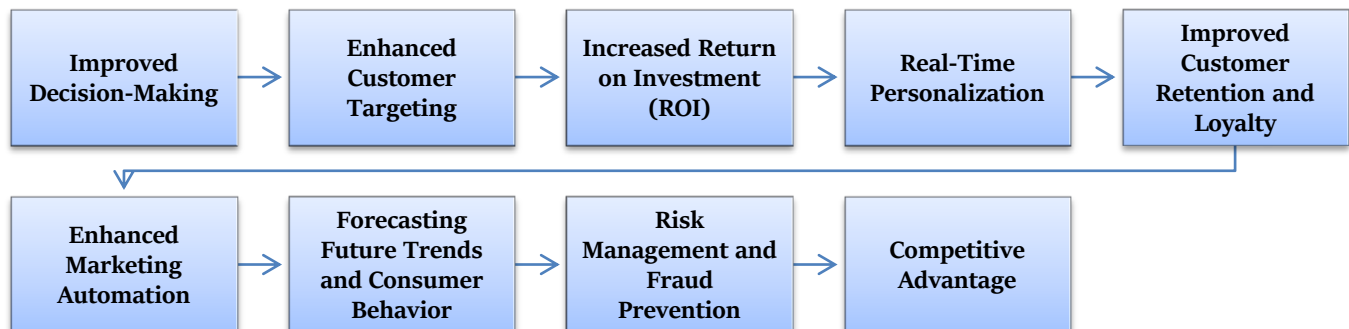 Improved
Decision-Making
Enhanced
Customer
Targeting
Increased Return
on Investment
(ROI)
Real-Time
Personalization
Improved
Customer
Retention and
Loyalty
Enhanced
Marketing
Automation
Forecasting
Future Trends
and Consumer
Behavior
Risk
Management and
Fraud
Prevention
Competitive
Advantage